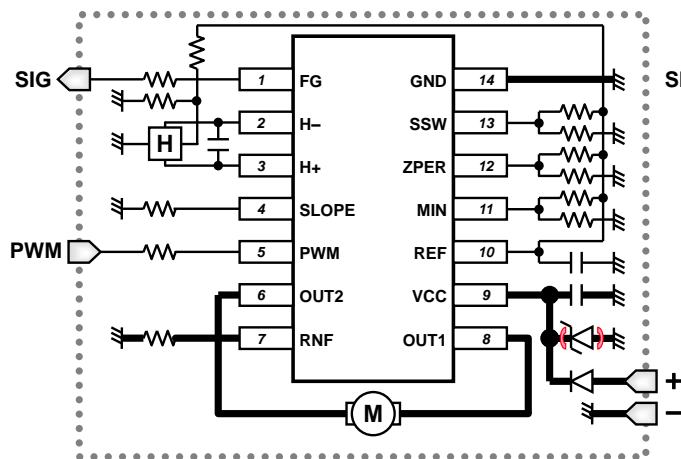 SIG
1 FG
GND 14
SI
2 H–
SSW 13
H
3 H+
ZPER 12
4 SLOPE
MIN 11
PWM
5 PWM
REF 10
6 OUT2
VCC 9
7 RNF
OUT1 8
+
M
–